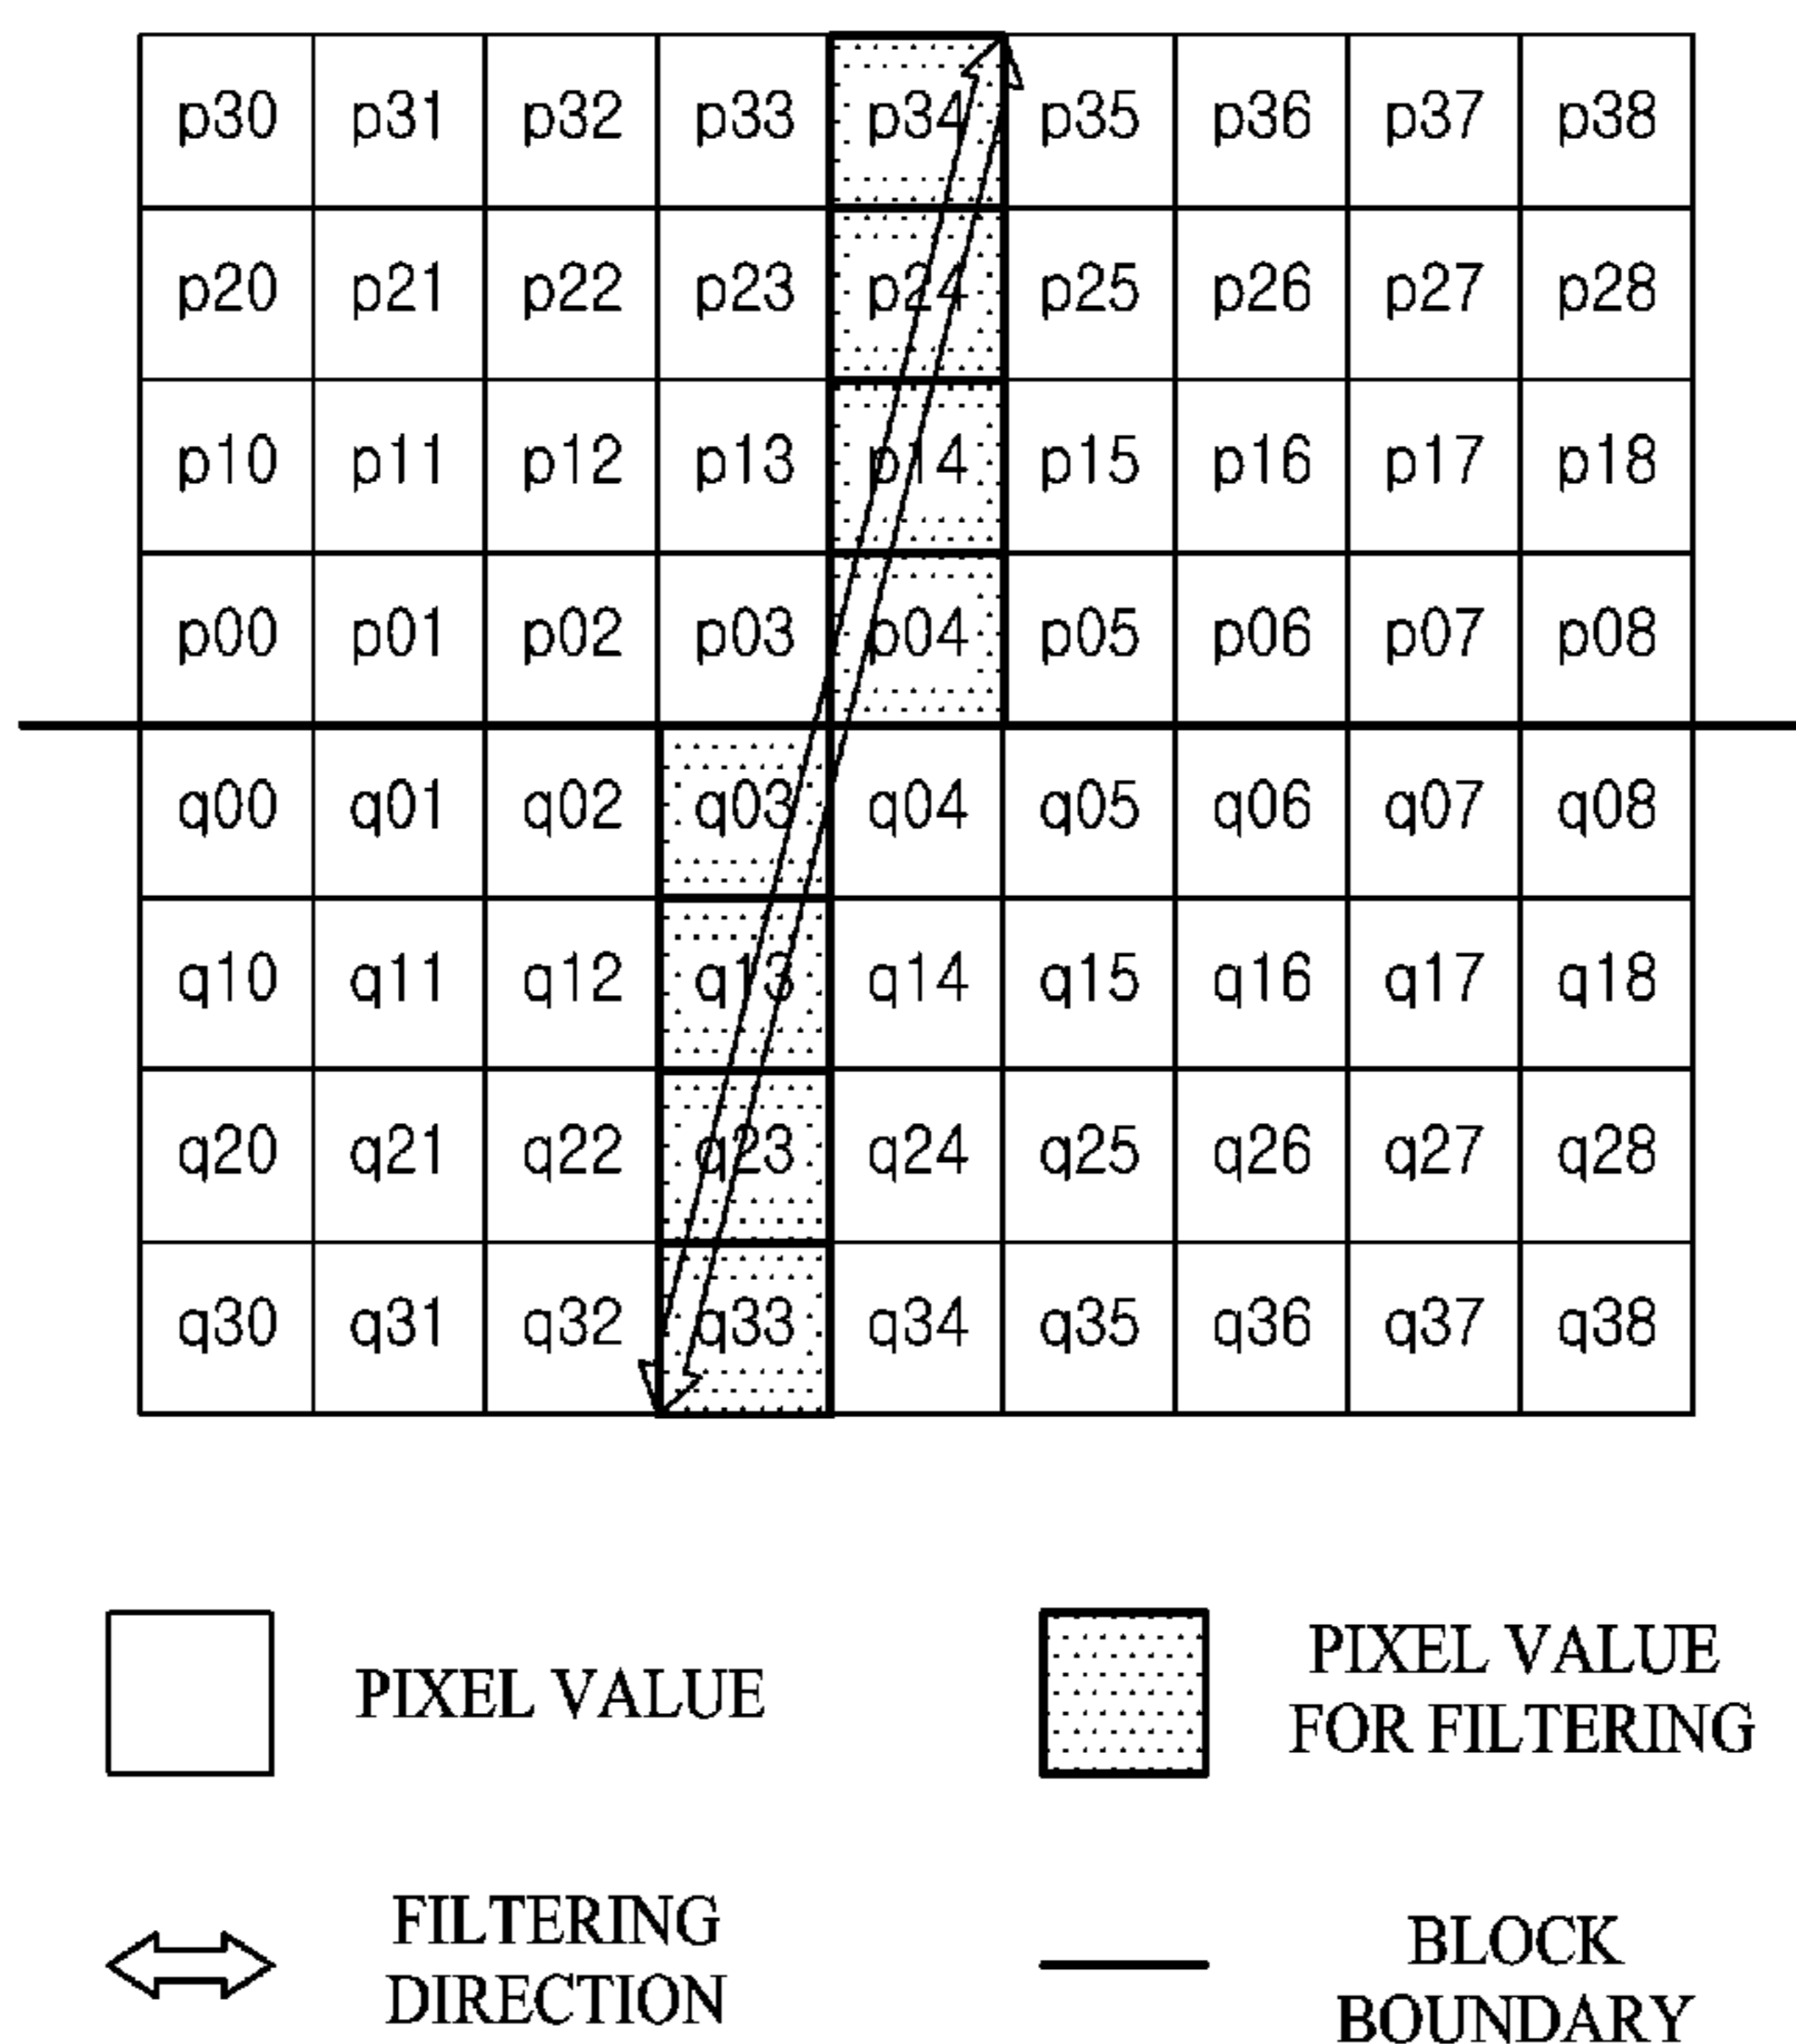 p30 p31 p32 p33 p34 p35 p36 p37 p38
p20 p21 p22 p23 p24 p25 p26 p27 p28
p10 p11 p12 p13 p14 p15 p16 p17 p18
p00 p01 p02 p03 p04 p05 p06 p07 p08
q00 q01 q02 q03 q04 q05 q06 q07 q08
q10 q11 q12 q13 q14 q15 q16 q17 q18
q20 q21 q22 q23 q24 q25 q26 q27 q28
q30 q31 q32 q33 q34 q35 q36 q37 q38
PIXEL VALUE
PIXEL VALUE
FOR FILTERING
FILTERING
DIRECTION
BLOCK
BOUNDARY